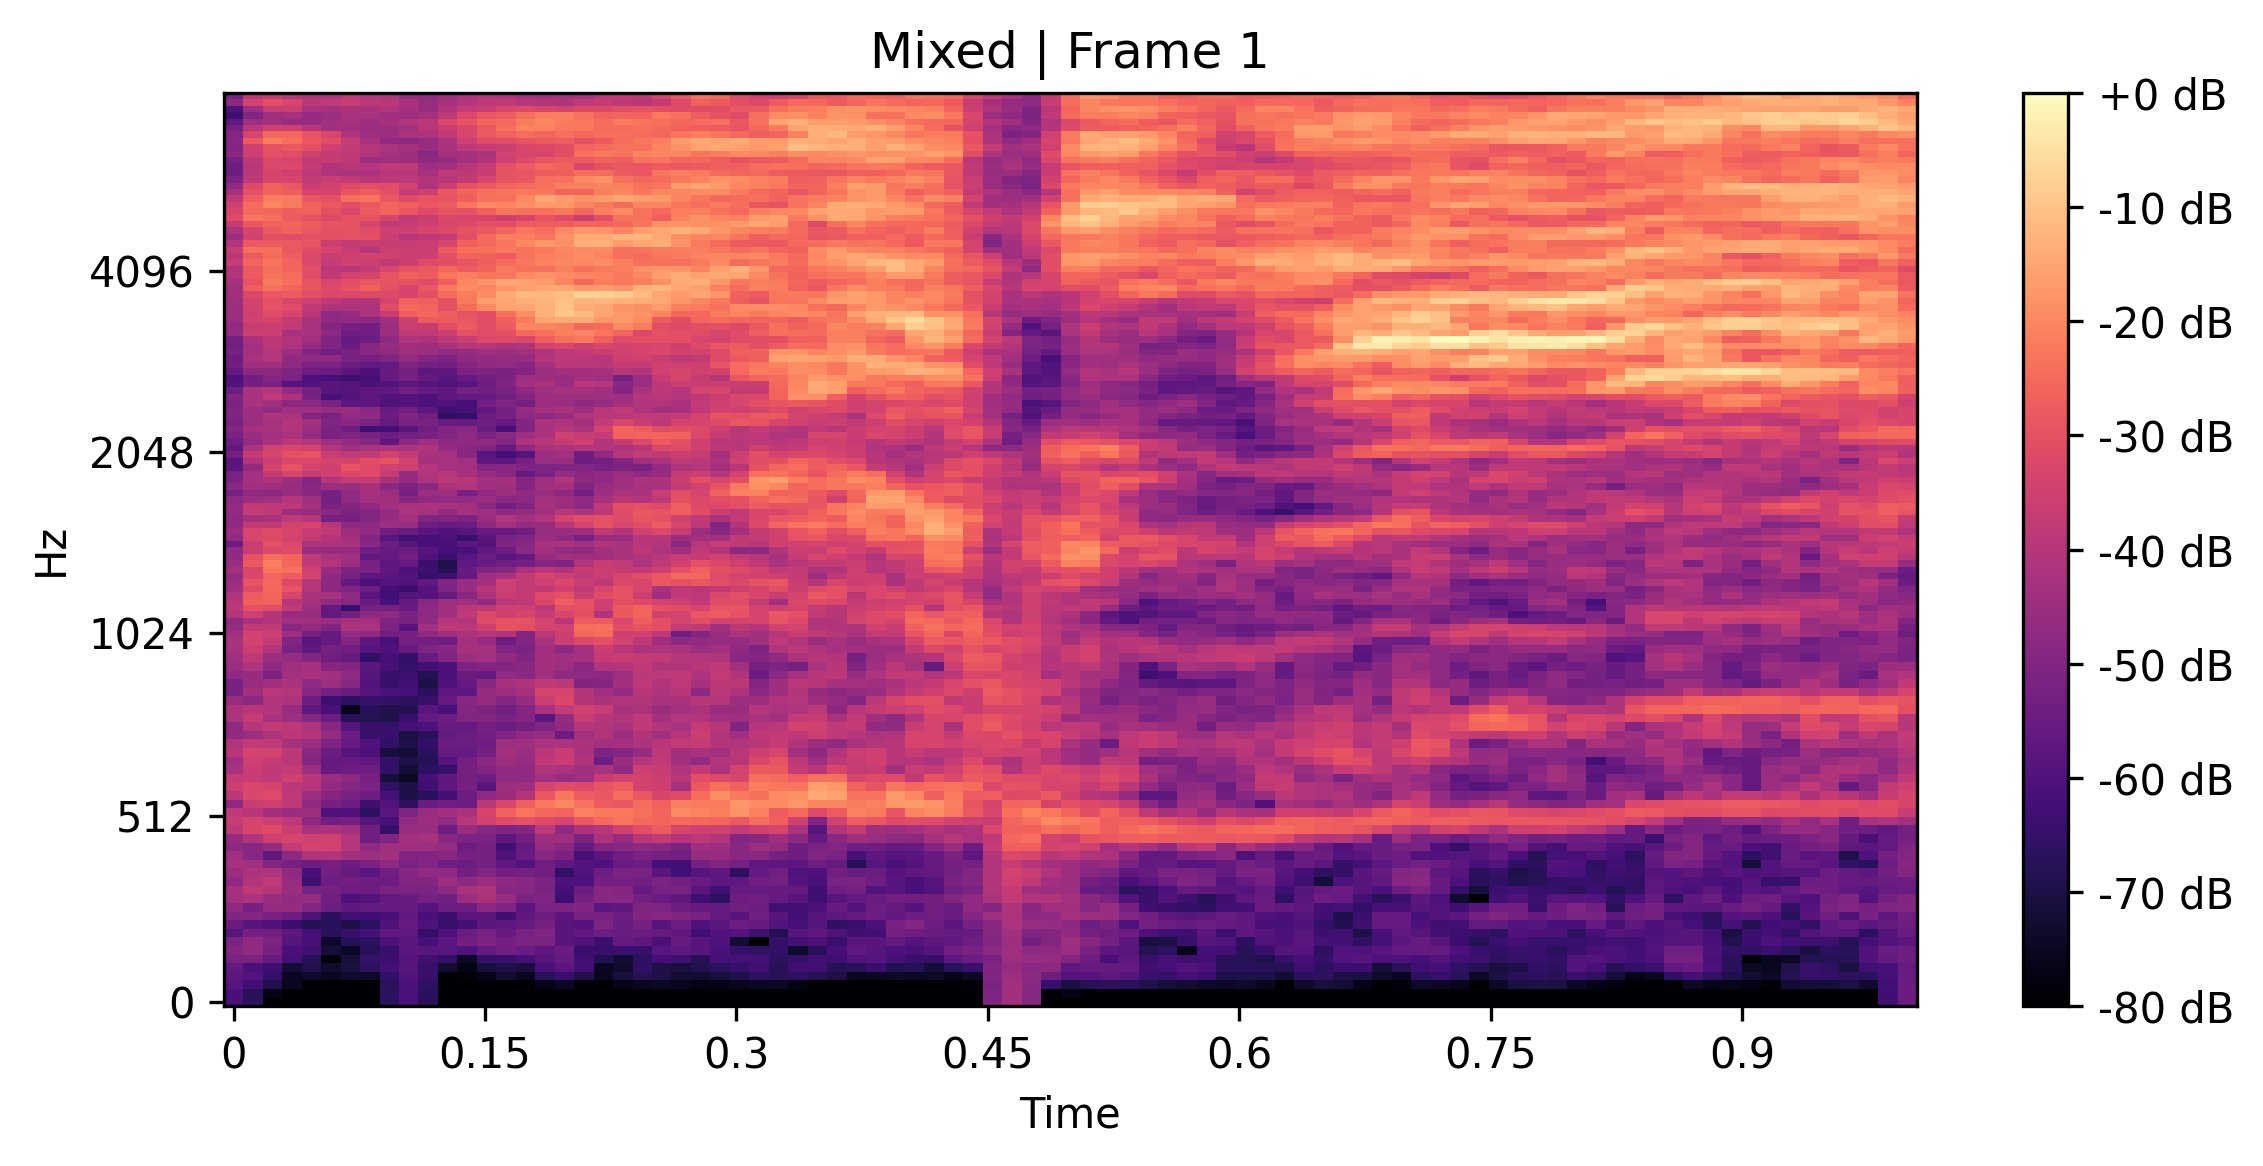 Mixed | Frame 1
+0 dB
-10 dB
-20 dB
-30 dB
-40 dB
-50 dB
-60 dB
-70 dB
-80 dB
Hz
4096
2048
1024
512
0
0 0.15 0.3 0.45 0.6 0.75 0.9
Time